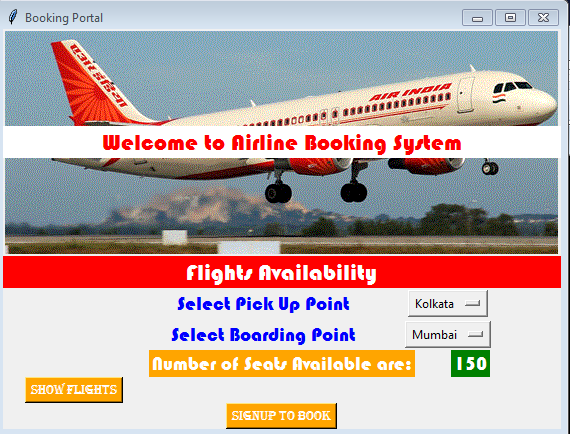 Booking Portal
AIR INDIA
Welcome to Airline Booking System
Flights Availability
Select Pick Up Point Kolkata
Select Boarding Point Mumbai
Number of Seats Available are: 150
SHOW FLIGHTS
SIGNUP TO BOOK